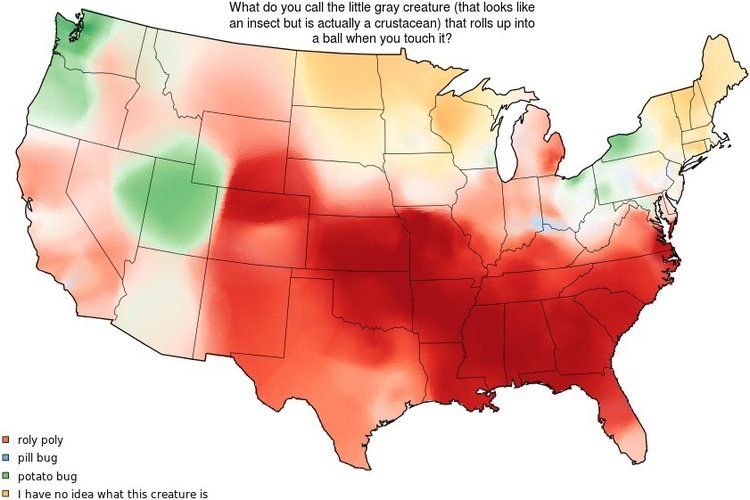 What do you call the little gray creature (that looks like
an insect but is actually a crustacean) that rolls up into
a ball when you touch it?
roly poly
pill bug
potato bug
I have no idea what this creature is